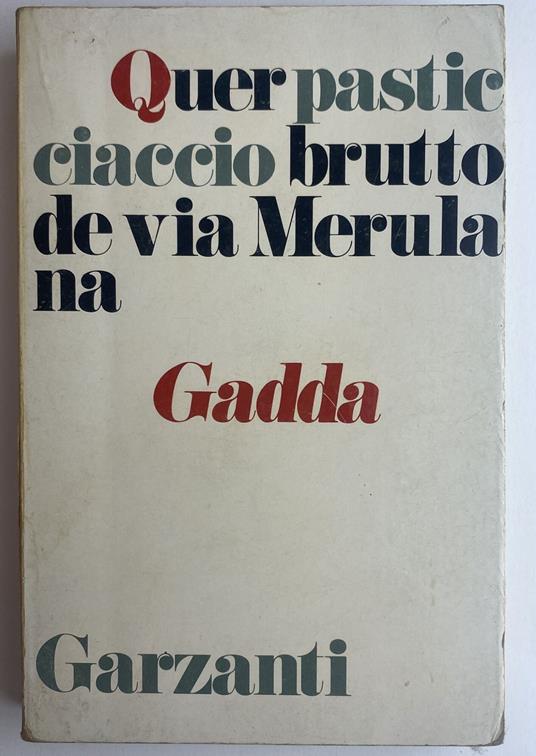 Quer pastic
ciaccio brutto
de via Merula
na
Gadda
Garzanti